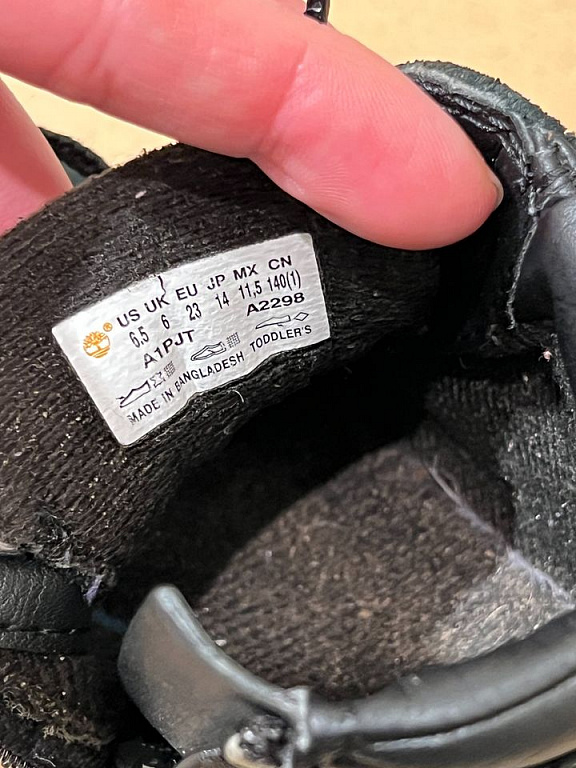 ® US UK EU JP MX CN
6.5 6 23 14 11,5 140(1)
A1PJT A2298
MADE IN BANGLADESH TODDLER'S